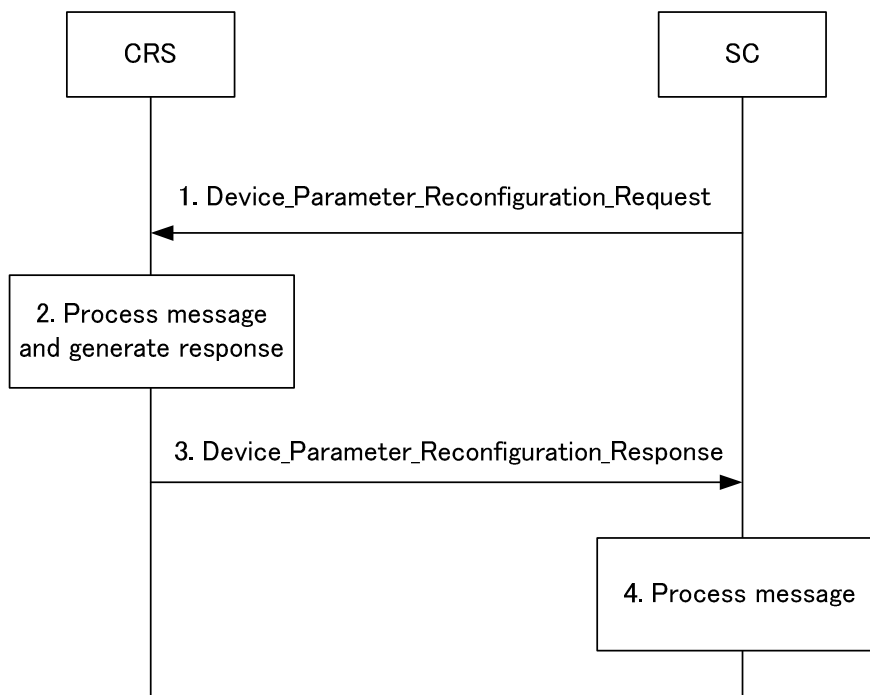 CRS
SC
1. Device_Parameter_Reconfiguration_Request
2. Process message
and generate response
3. Device_Parameter_Reconfiguration_Response
4. Process message